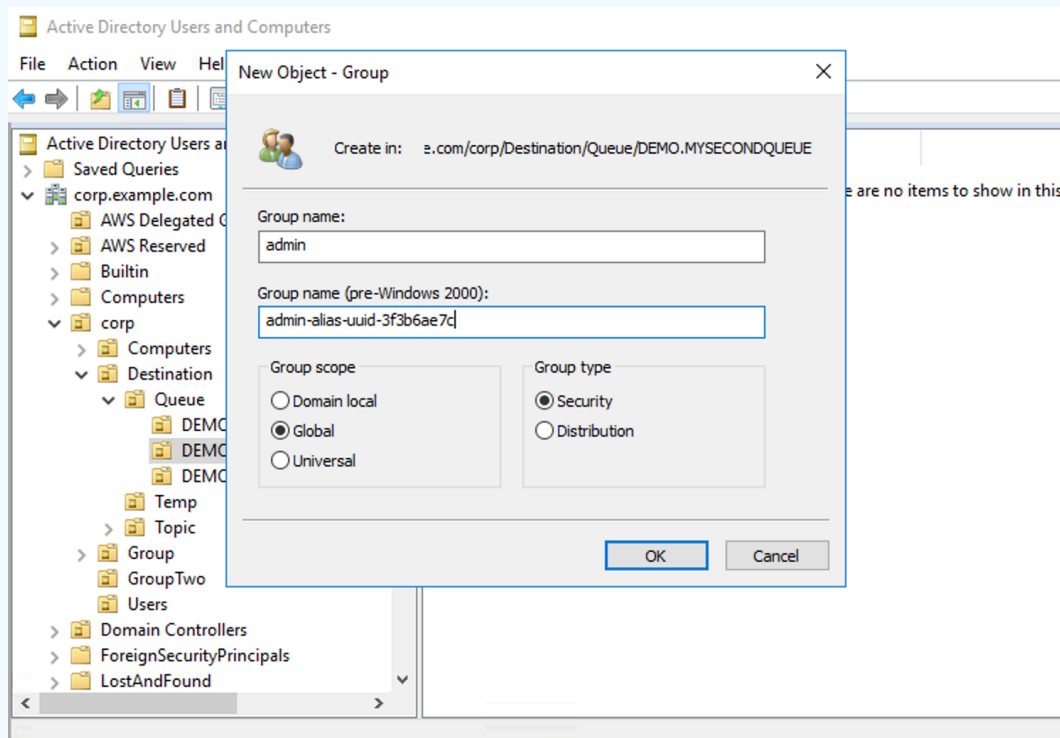 Active Directory Users and Computers
File Action View Hel
New Object - Group
Create in: e.com/corp/Destination/Queue/DEMO.MYSECONDQUEUE
Group name:
admin
Group name (pre-Windows 2000):
admin-alias-uuid-3f3b6ae7c
Group scope
Domain local
Global
Universal
Group type
Security
Distribution
OK
Cancel
Active Directory Users a
Saved Queries
corp.example.com
AWS Delegated G
AWS Reserved
Builtin
Computers
corp
Computers
Destination
Queue
DEMO
DEMO
DEMO
Temp
Topic
Group
GroupTwo
Users
Domain Controllers
ForeignSecurityPrincipals
LostAndFound
e are no items to show in this